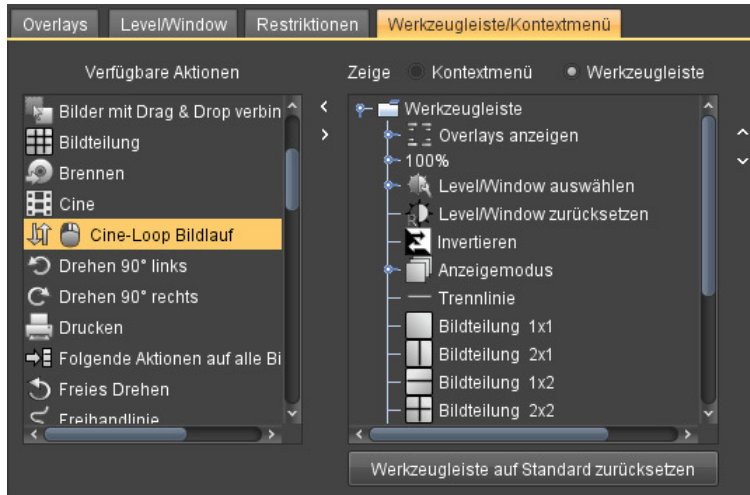 Overlays Level/Window Restriktionen Werkzeugleiste/Kontextmenü
Verfügbare Aktionen
Bilder mit Drag & Drop verbin
Bildteilung
Brennen
Cine
Cine-Loop Bildlauf
Drehen 90° links
Drehen 90° rechts
Drucken
Folgende Aktionen auf alle Bi
Freies Drehen
Freihandlinie
Zeige Kontextmenü Werkzeugleiste
Werkzeugleiste
Overlays anzeigen
100%
Level/Window auswählen
Level/Window zurücksetzen
Invertieren
Anzeigemodus
Trennlinie
Bildteilung 1x1
Bildteilung 2x1
Bildteilung 1x2
Bildteilung 2x2
Werkzeugleiste auf Standard zurücksetzen